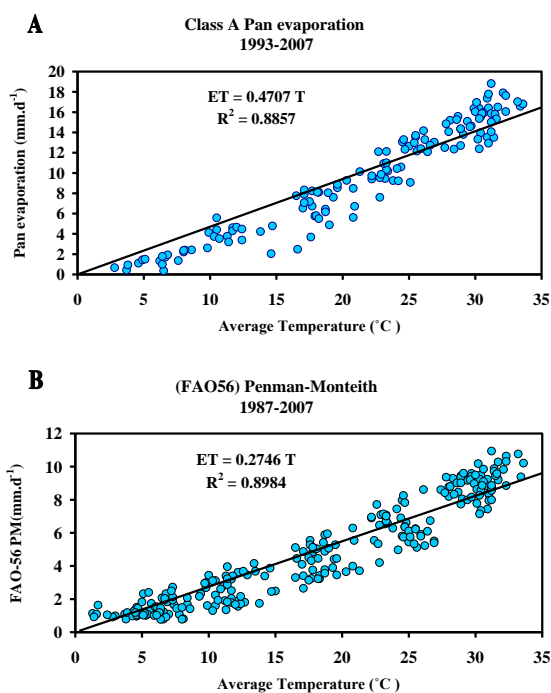 A
Class A Pan evaporation
1993-2007
Pan evaporation (mm.d⁻¹)
20
18
16
14
12
10
8
6
4
2
0
ET = 0.4707 T
R² = 0.8857
0 5 10 15 20 25 30 35
Average Temperature (˚C )
B
(FAO56) Penman-Monteith
1987-2007
FAO-56 PM(mm.d⁻¹)
12
10
8
6
4
2
0
ET = 0.2746 T
R² = 0.8984
0 5 10 15 20 25 30 35
Average Temperature (˚C )